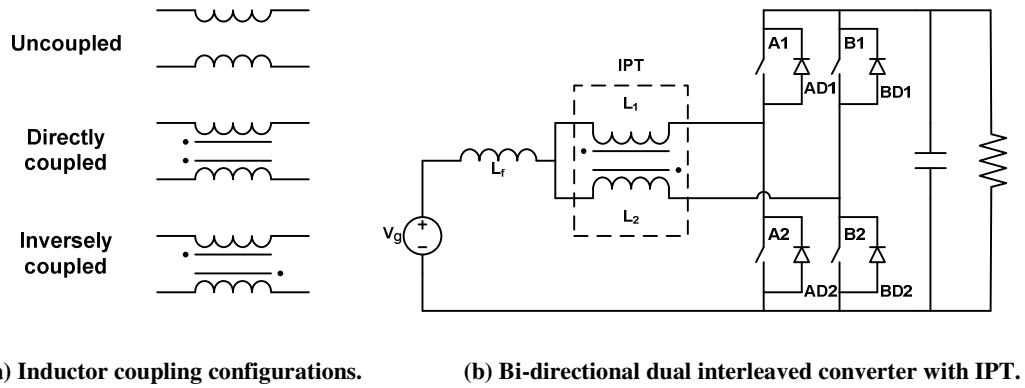 Uncoupled
Directly
coupled
Inversely
coupled
IPT
L1
L2
Lf
Vg
A1
AD1
B1
BD1
A2
AD2
B2
BD2
) Inductor coupling configurations.
(b) Bi-directional dual interleaved converter with IPT.